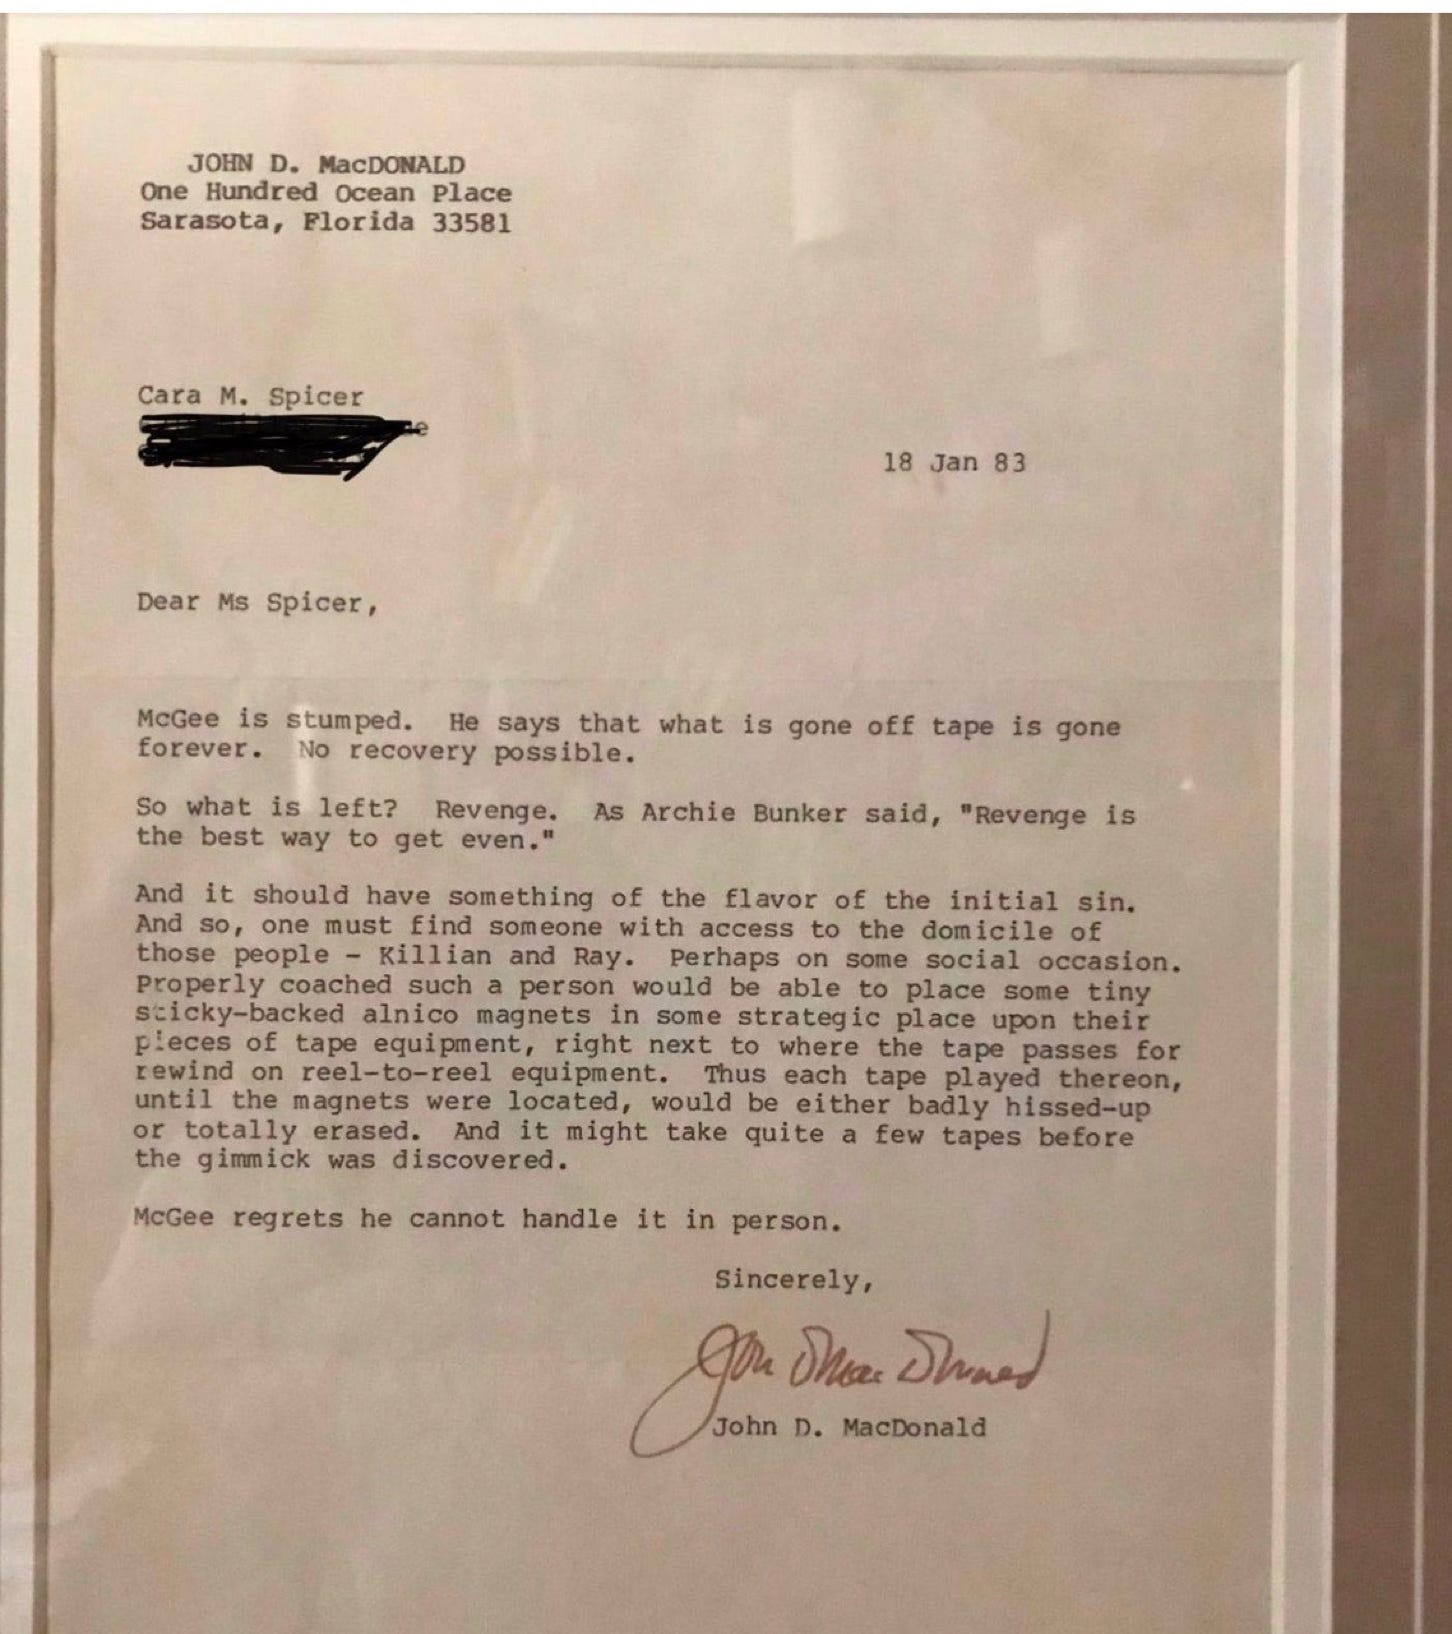 JOHN D. MacDONALD
One Hundred Ocean Place
Sarasota, Florida 33581
Cara M. Spicer
18 Jan 83
Dear Ms Spicer,
McGee is stumped. He says that what is gone off tape is gone
forever. No recovery possible.
So what is left? Revenge. As Archie Bunker said, "Revenge is
the best way to get even."
And it should have something of the flavor of the initial sin.
And so, one must find someone with access to the domicile of
those people - Killian and Ray. Perhaps on some social occasion.
Properly coached such a person would be able to place some tiny
sticky-backed alnico magnets in some strategic place upon their
pieces of tape equipment, right next to where the tape passes for
rewind on reel-to-reel equipment. Thus each tape played thereon,
until the magnets were located, would be either badly hissed-up
or totally erased. And it might take quite a few tapes before
the gimmick was discovered.
McGee regrets he cannot handle it in person.
Sincerely,
John MacDonald
John D. MacDonald